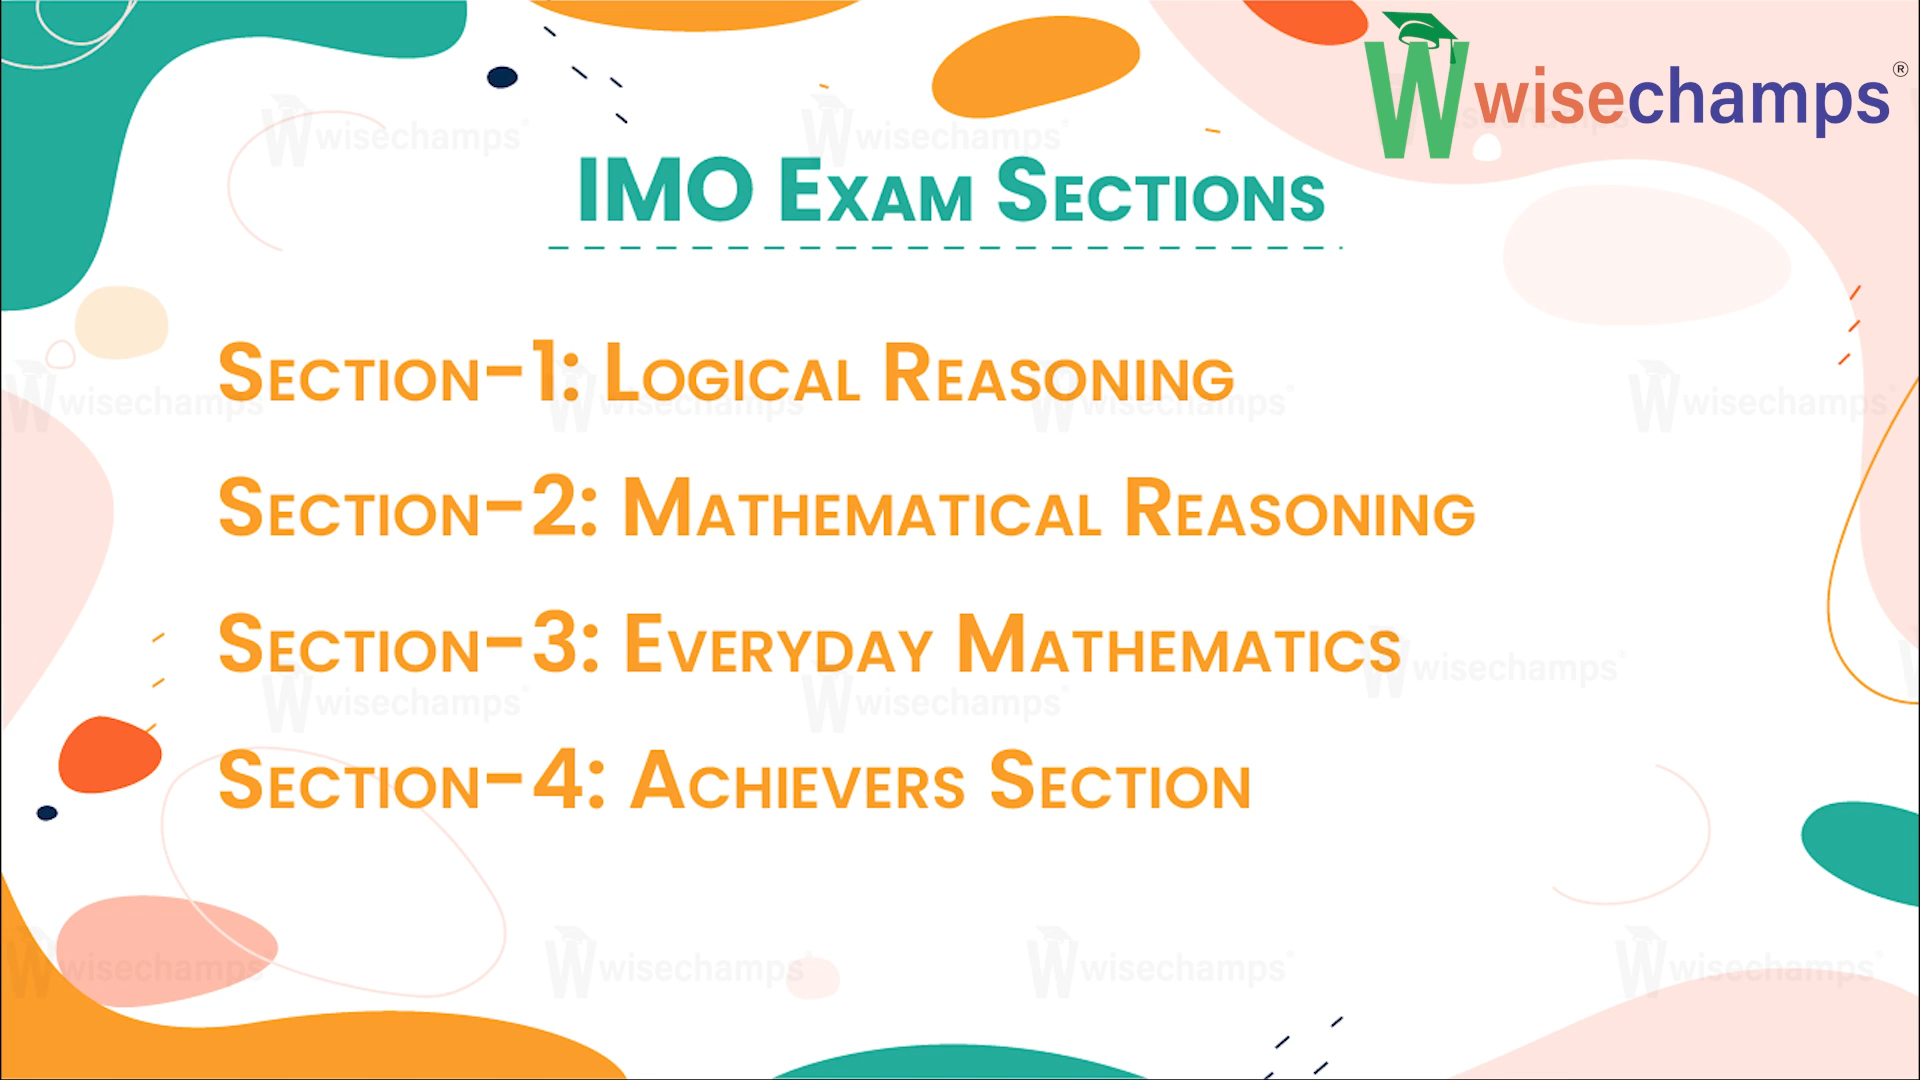 wisechamps®
IMO Exam Sections
Section-1: Logical Reasoning
Section-2: Mathematical Reasoning
Section-3: Everyday Mathematics
Section-4: Achievers Section